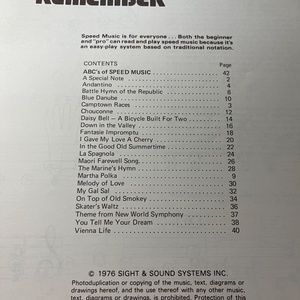 REMEMBER
Speed Music is for everyone . . . Both the beginner
and "pro" can read and play speed music because it's
an easy-play system based on traditional notation.
CONTENTS Page
ABC's of SPEED MUSIC 42
A Special Note 2
Andantino 4
Battle Hymn of the Republic 6
Blue Danube 10
Camptown Races 3
Chouconne 12
Daisy Bell – A Bicycle Built For Two 14
Down in the Valley 16
Fantasie Impromptu 18
I Gave My Love A Cherry 20
In the Good Old Summertime 22
La Spagnola 24
Maori Farewell Song 26
The Marine's Hymn 28
Martha Polka 9
Melody of Love 30
My Gal Sal 32
On Top of Old Smokey 34
Skater's Waltz 36
Theme from New World Symphony 37
You Tell Me Your Dream 38
Vienna Life 40
© 1976 SIGHT & SOUND SYSTEMS INC.
Photoduplication or copying of the music, text, diagrams or
drawings hereof, and the use thereof with any other music,
text, diagrams or drawings, is prohibited. Protection of this